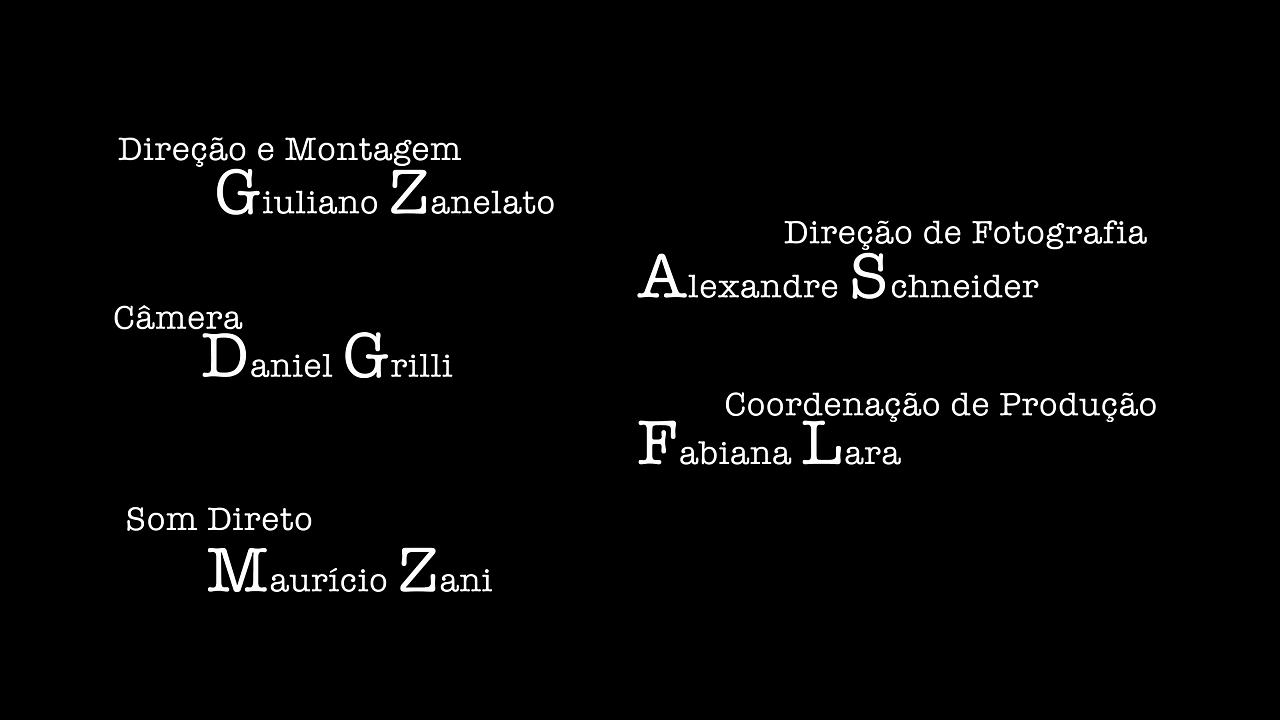 Direção e Montagem
Giuliano Zanelato
Direção de Fotografia
Alexandre Schneider
Câmera
Daniel Grilli
Coordenação de Produção
Fabiana Lara
Som Direto
Maurício Zani